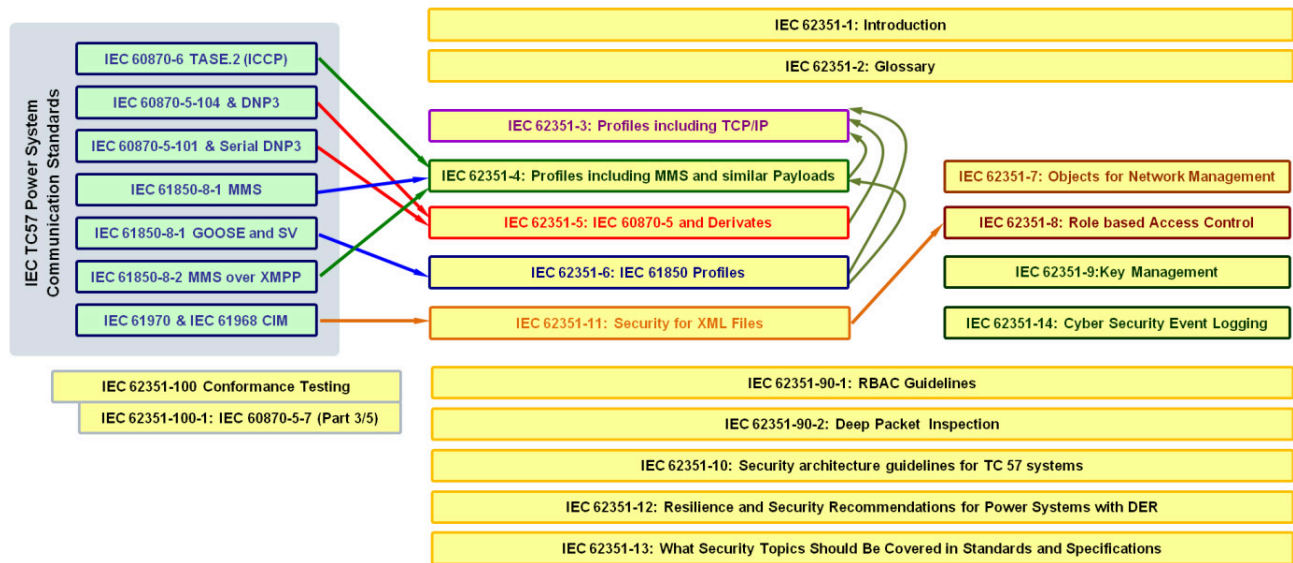 IEC TC57 Power System
Communication Standards
IEC 60870-6 TASE.2 (ICCP)
IEC 60870-5-104 & DNP3
IEC 60870-5-101 & Serial DNP3
IEC 61850-8-1 MMS
IEC 61850-8-1 GOOSE and SV
IEC 61850-8-2 MMS over XMPP
IEC 61970 & IEC 61968 CIM
IEC 62351-100 Conformance Testing
IEC 62351-100-1: IEC 60870-5-7 (Part 3/5)
IEC 62351-1: Introduction
IEC 62351-2: Glossary
IEC 62351-3: Profiles including TCP/IP
IEC 62351-4: Profiles including MMS and similar Payloads
IEC 62351-5: IEC 60870-5 and Derivates
IEC 62351-6: IEC 61850 Profiles
IEC 62351-11: Security for XML Files
IEC 62351-7: Objects for Network Management
IEC 62351-8: Role based Access Control
IEC 62351-9:Key Management
IEC 62351-14: Cyber Security Event Logging
IEC 62351-90-1: RBAC Guidelines
IEC 62351-90-2: Deep Packet Inspection
IEC 62351-10: Security architecture guidelines for TC 57 systems
IEC 62351-12: Resilience and Security Recommendations for Power Systems with DER
IEC 62351-13: What Security Topics Should Be Covered in Standards and Specifications